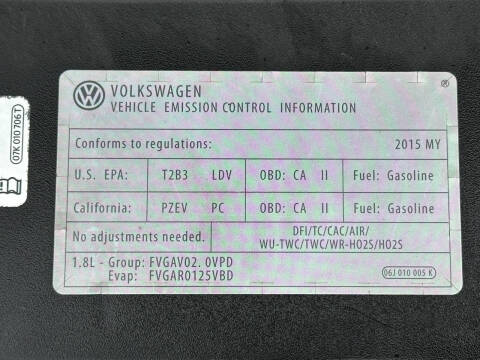 VOLKSWAGEN
VEHICLE EMISSION CONTROL INFORMATION
Conforms to regulations: 2015 MY
U.S. EPA: T2B3 LDV OBD: CA II Fuel: Gasoline
California: PZEV PC OBD: CA II Fuel: Gasoline
No adjustments needed. DFI/TC/CAC/AIR/
WU-TWC/TWC/WR-HO2S/HO2S
1.8L - Group: FVGAV02. 0VPD
Evap: FVGAR0125VBD
06J 010 005 K
07K 010 706 T